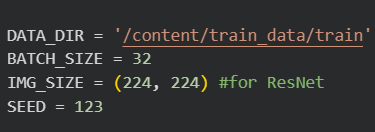 DATA_DIR = '/content/train_data/train'
BATCH_SIZE = 32
IMG_SIZE = (224, 224) #for ResNet
SEED = 123